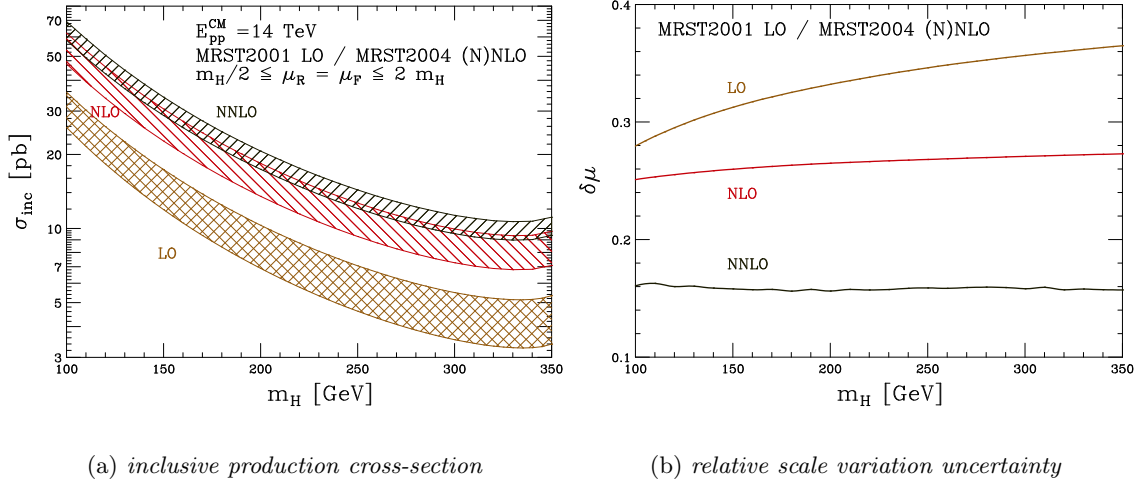 70
50
30
20
10
7
5
3
σ_inc [pb]
E_PP^CM =14 TeV
MRST2001 LO / MRST2004 (N)NLO
m_H/2 ≤ μ_R = μ_F ≤ 2 m_H
NLO
NNLO
LO
100 150 200 250 300 350
m_H [GeV]
(a) inclusive production cross-section
0.4
0.3
0.2
0.1
δμ
MRST2001 LO / MRST2004 (N)NLO
LO
NLO
NNLO
100 150 200 250 300 350
m_H [GeV]
(b) relative scale variation uncertainty